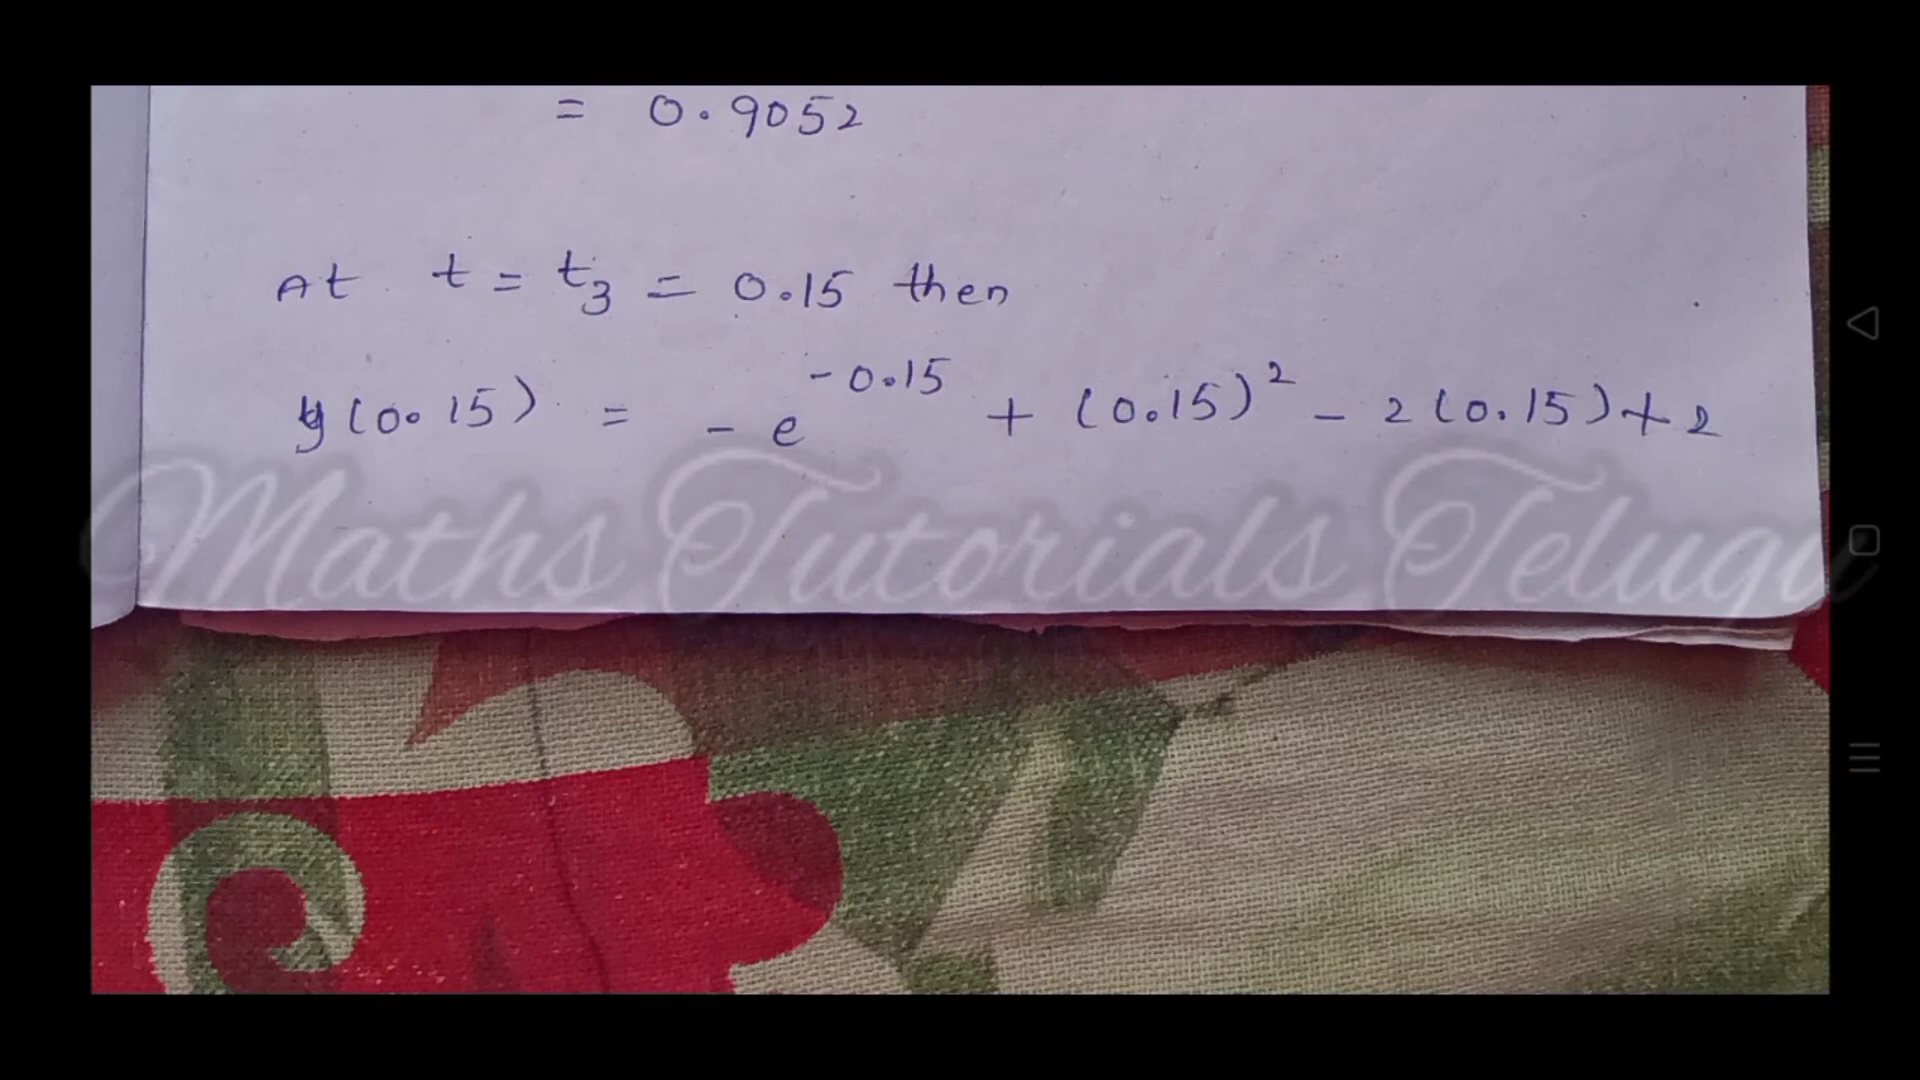 = 0.9052
At t = t₃ = 0.15 then
y(0.15) = - e^-0.15 + (0.15)² - 2(0.15) + 2
Maths Tutorials Telugu